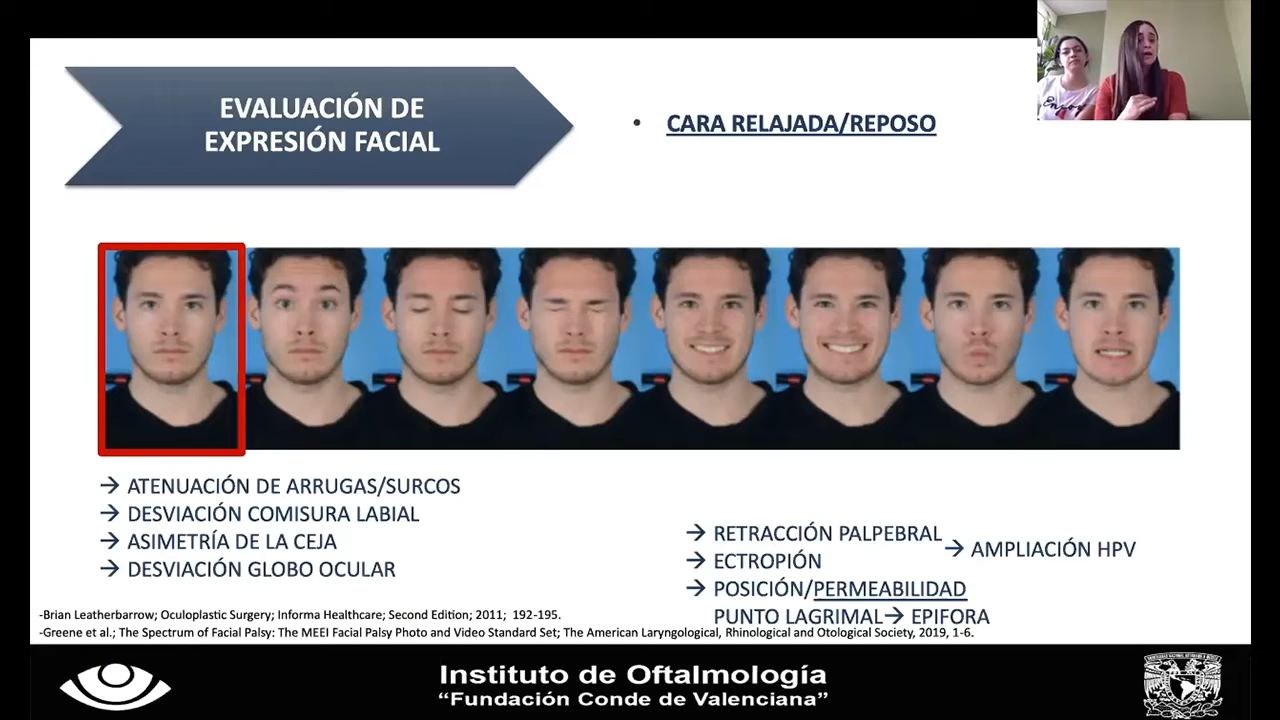 EVALUACIÓN DE
EXPRESIÓN FACIAL
• CARA RELAJADA/REPOSO
→ ATENUACIÓN DE ARRUGAS/SURCOS
→ DESVIACIÓN COMISURA LABIAL
→ ASIMETRÍA DE LA CEJA
→ DESVIACIÓN GLOBO OCULAR
→ RETRACCIÓN PALPEBRAL
→ ECTROPIÓN
→ AMPLIACIÓN HPV
→ POSICIÓN/PERMEABILIDAD
PUNTO LAGRIMAL→ EPIFORA
-Brian Leatherbarrow; Oculoplastic Surgery; Informa Healthcare; Second Edition; 2011; 192-195.
-Greene et al.; The Spectrum of Facial Palsy: The MEEI Facial Palsy Photo and Video Standard Set; The American Laryngological, Rhinological and Otological Society, 2019, 1-6.
Instituto de Oftalmología
“Fundación Conde de Valenciana”